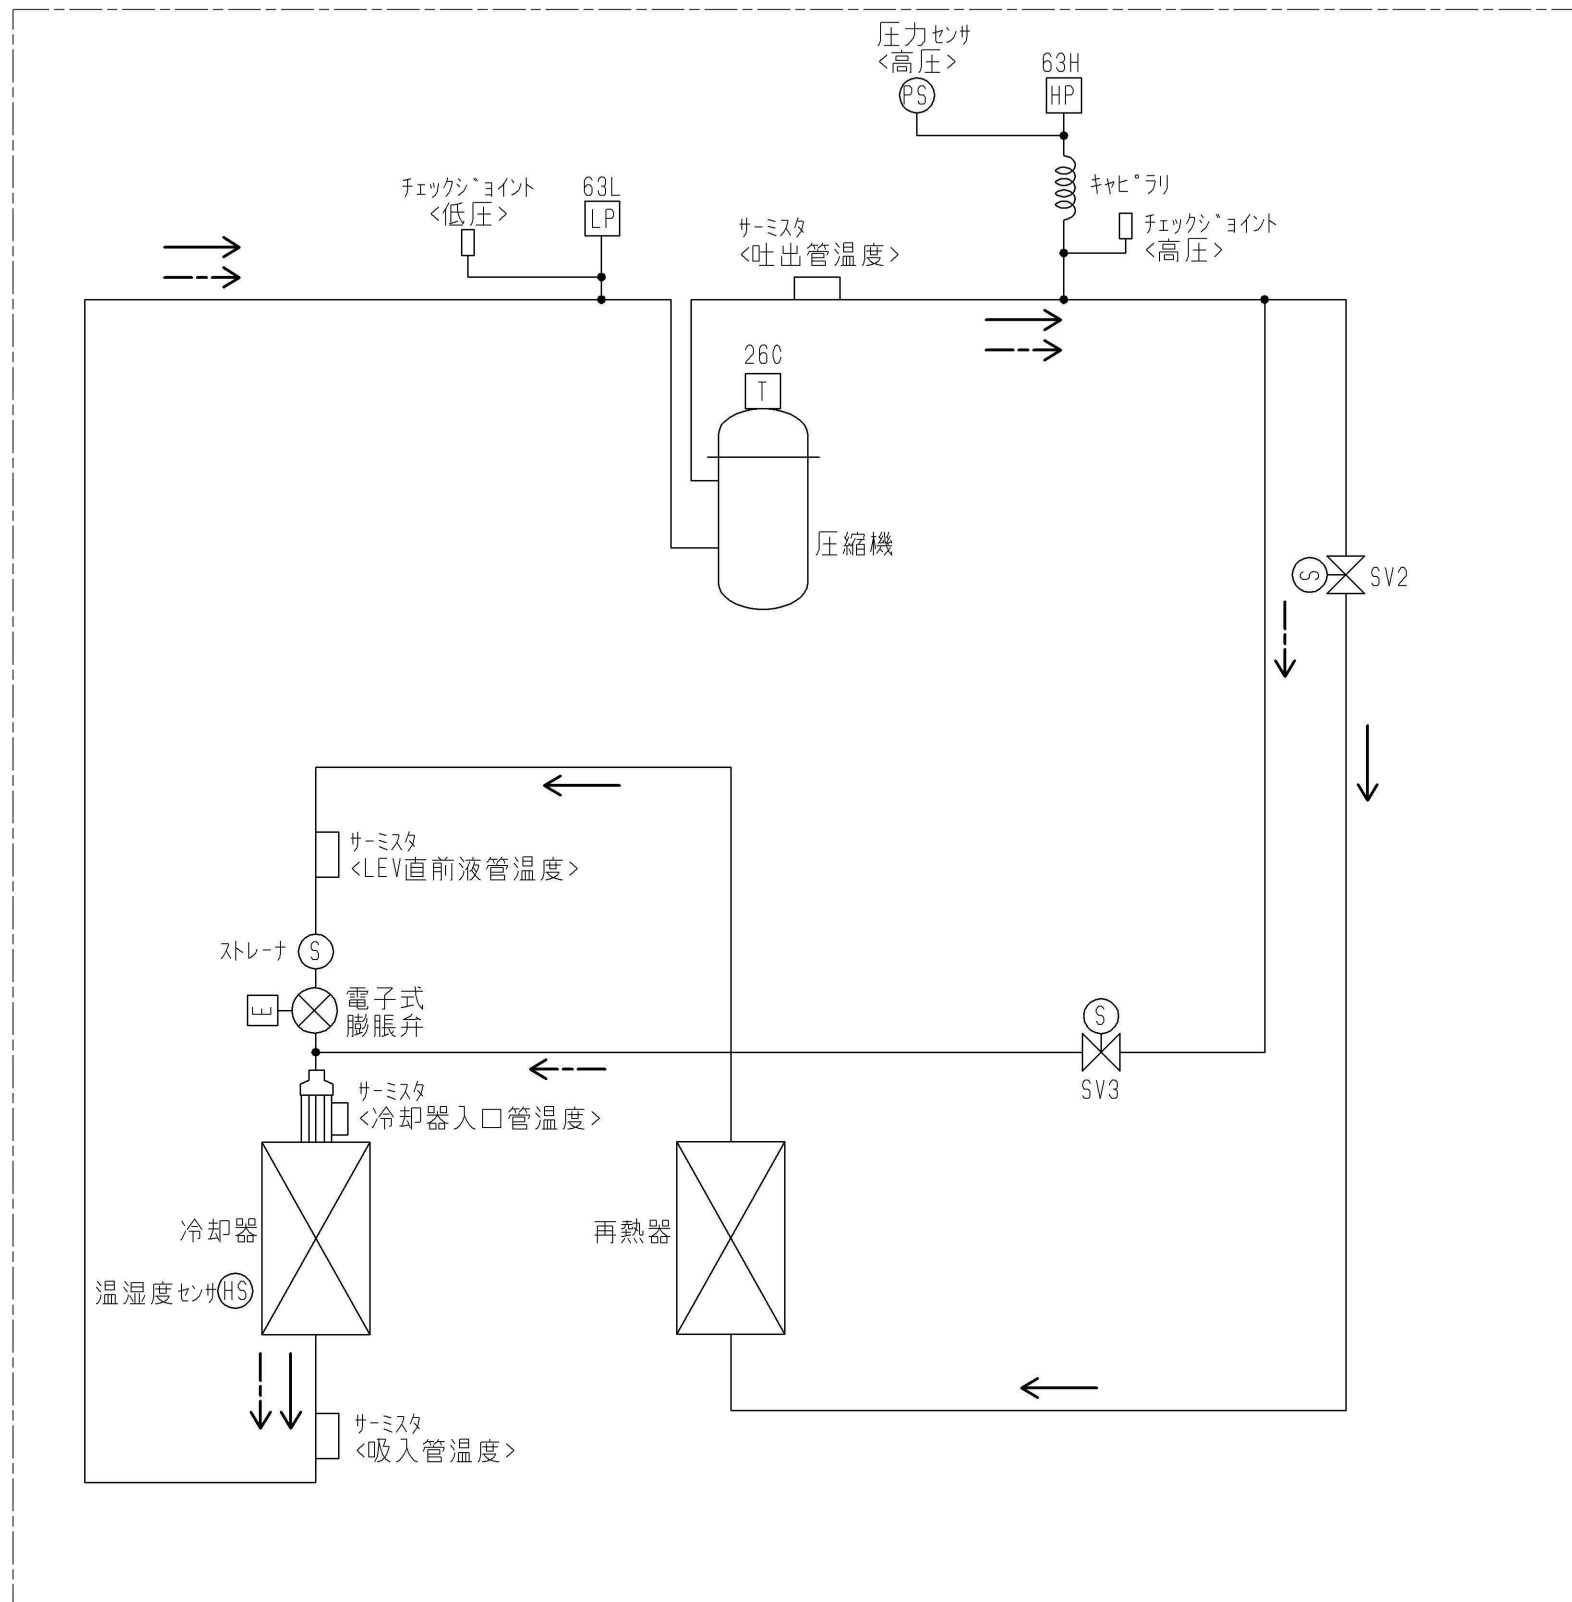 圧力センサ
<高圧>
PS
63H
HP
キャピラリ
チェックジョイント
<高圧>
チェックジョイント
<低圧>
63L
LP
サーミスタ
<吐出管温度>
26C
T
圧縮機
S
SV2
サーミスタ
<LEV直前液管温度>
ストレーナ
S
E
電子式
膨脹弁
S
SV3
サーミスタ
<冷却器入口管温度>
冷却器
再熱器
温湿度センサ
HS
サーミスタ
<吸入管温度>